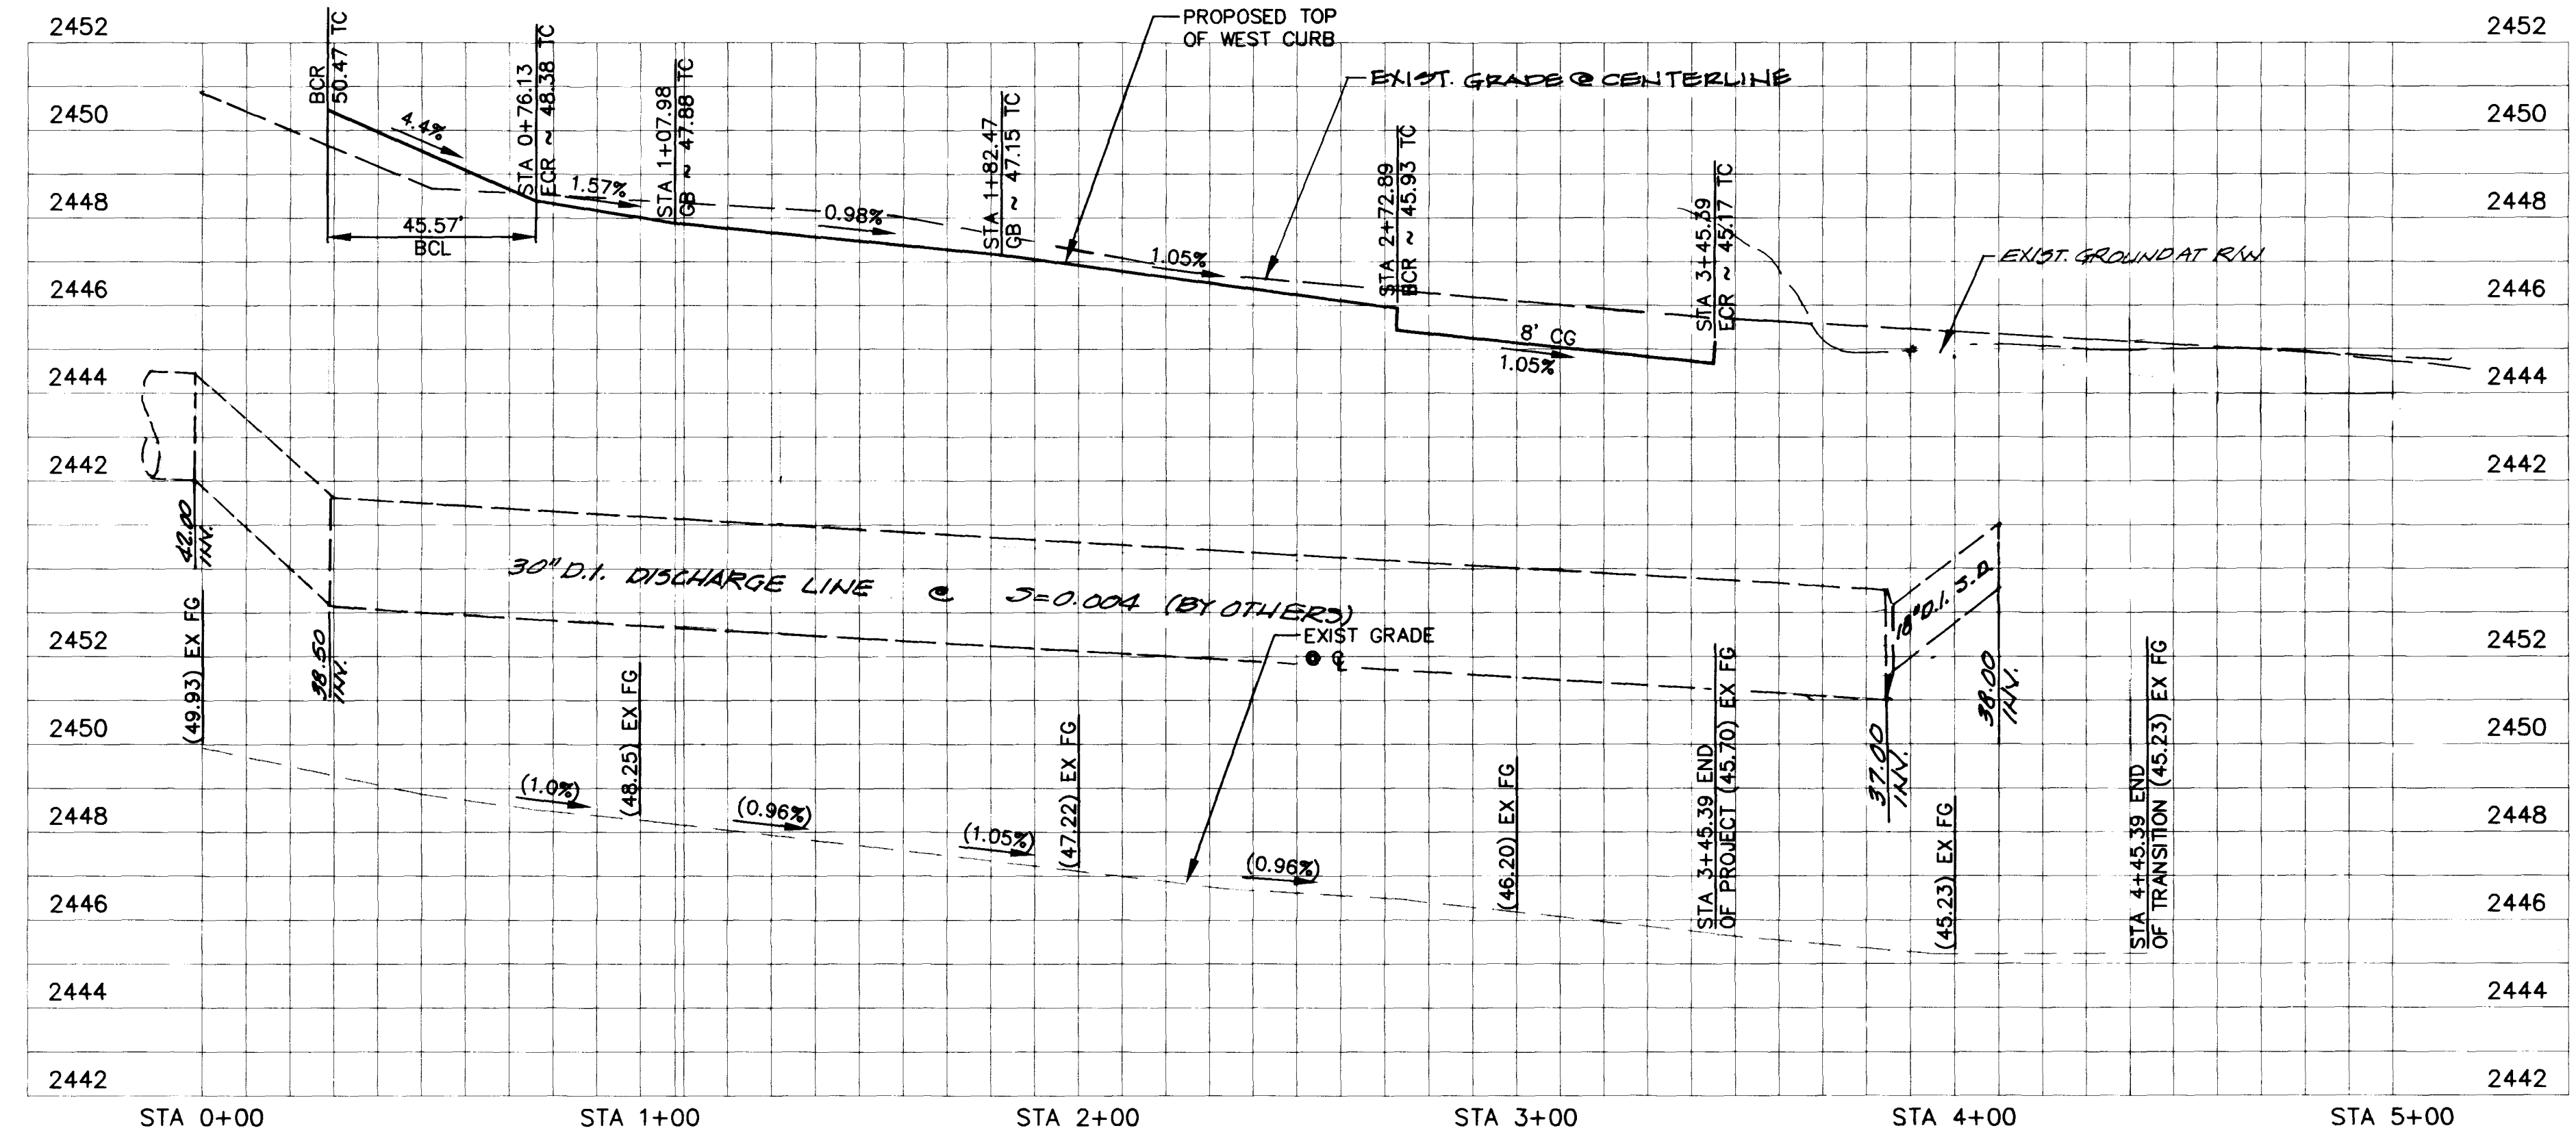 PROPOSED TOP
OF WEST CURB
2452
2452
EXIST. GRADE @ CENTERLINE
BCR
50.47 TC
STA 0+76.13
ECR ~ 48.38 TC
STA 1+07.98
GB ~ 47.88 TC
STA 1+82.47
GB ~ 47.15 TC
STA 2+72.89
BCR ~ 45.93 TC
STA 3+45.39
ECR ~ 45.17 TC
2450
2450
4.4%
1.57%
0.98%
1.05%
2448
2448
45.57'
BCL
EXIST. GROUND AT R/W
2446
2446
8' CG
1.05%
2444
2444
2442
2442
42.00
INV.
30" D.I. DISCHARGE LINE @ S=0.004 (BY OTHERS)
18" D.I. S.D.
EXIST GRADE
@ ℄
2452
2452
38.50
INV.
38.00
INV.
37.00
INV.
(49.93) EX FG
(48.25) EX FG
(47.22) EX FG
(46.20) EX FG
STA 3+45.39 END
OF PROJECT (45.70) EX FG
(45.23) EX FG
STA 4+45.39 END
OF TRANSITION (45.23) EX FG
2450
2450
(1.0%)
(0.96%)
(1.05%)
(0.96%)
2448
2448
2446
2446
2444
2444
2442
2442
STA 0+00
STA 1+00
STA 2+00
STA 3+00
STA 4+00
STA 5+00